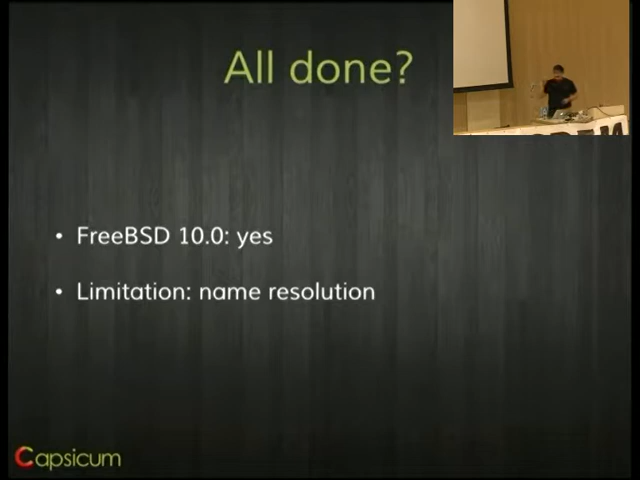 All done?
• FreeBSD 10.0: yes
• Limitation: name resolution
Capsicum